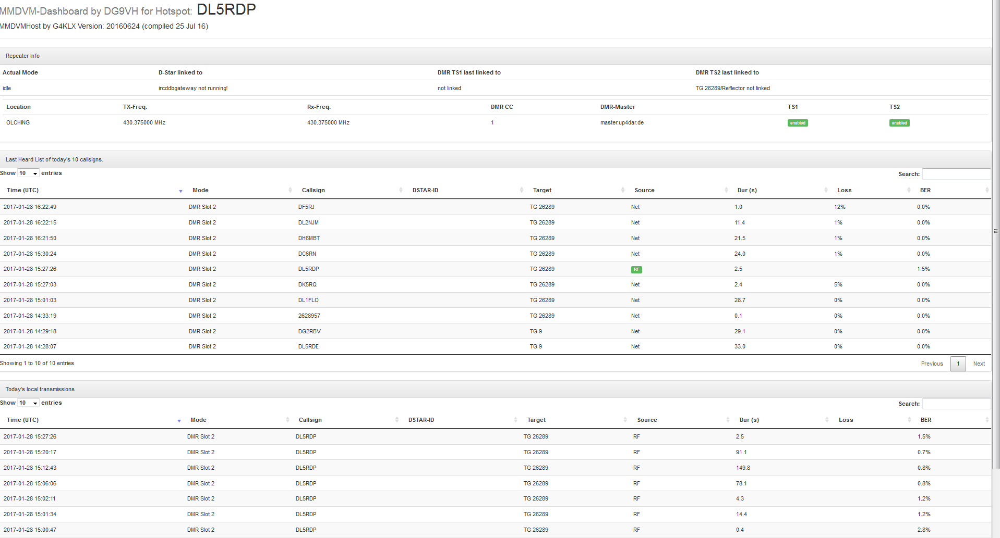 MMDVM-Dashboard by DG9VH for Hotspot: DL5RDP
MMDVMHost by G4KLX Version: 20160624 (compiled 25 Jul 16)
Repeater Info
Actual Mode D-Star linked to DMR TS1 last linked to DMR TS2 last linked to
idle ircddbgateway not running! not linked TG 26289/Reflector not linked
Location TX-Freq. Rx-Freq. DMR CC DMR-Master TS1 TS2
OLCHING 430.375000 MHz 430.375000 MHz 1 master.up4dar.de enabled enabled
Last Heard List of today's 10 callsigns.
Show 10 entries Search:
Time (UTC) Mode Callsign DSTAR-ID Target Source Dur (s) Loss BER
2017-01-28 16:22:49 DMR Slot 2 DF5RJ TG 26289 Net 1.0 12% 0.0%
2017-01-28 16:22:15 DMR Slot 2 DL2NJM TG 26289 Net 11.4 1% 0.0%
2017-01-28 16:21:50 DMR Slot 2 DH6MBT TG 26289 Net 21.5 1% 0.0%
2017-01-28 15:30:24 DMR Slot 2 DC6RN TG 26289 Net 24.0 1% 0.0%
2017-01-28 15:27:26 DMR Slot 2 DL5RDP TG 26289 RF 2.5 1.5%
2017-01-28 15:27:03 DMR Slot 2 DK5RQ TG 26289 Net 2.4 5% 0.0%
2017-01-28 15:01:03 DMR Slot 2 DL1FLO TG 26289 Net 28.7 0% 0.0%
2017-01-28 14:33:19 DMR Slot 2 2628957 TG 26289 Net 0.1 0% 0.0%
2017-01-28 14:29:18 DMR Slot 2 DG2RBV TG 9 Net 29.1 0% 0.0%
2017-01-28 14:28:07 DMR Slot 2 DL5RDE TG 9 Net 33.0 0% 0.0%
Showing 1 to 10 of 10 entries Previous 1 Next
Today's local transmissions
Show 10 entries Search:
Time (UTC) Mode Callsign DSTAR-ID Target Source Dur (s) Loss BER
2017-01-28 15:27:26 DMR Slot 2 DL5RDP TG 26289 RF 2.5 1.5%
2017-01-28 15:20:17 DMR Slot 2 DL5RDP TG 26289 RF 91.1 0.7%
2017-01-28 15:12:43 DMR Slot 2 DL5RDP TG 26289 RF 149.8 0.8%
2017-01-28 15:06:06 DMR Slot 2 DL5RDP TG 26289 RF 78.1 0.8%
2017-01-28 15:02:11 DMR Slot 2 DL5RDP TG 26289 RF 4.3 1.2%
2017-01-28 15:01:34 DMR Slot 2 DL5RDP TG 26289 RF 14.4 1.2%
2017-01-28 15:00:47 DMR Slot 2 DL5RDP TG 26289 RF 0.4 2.8%